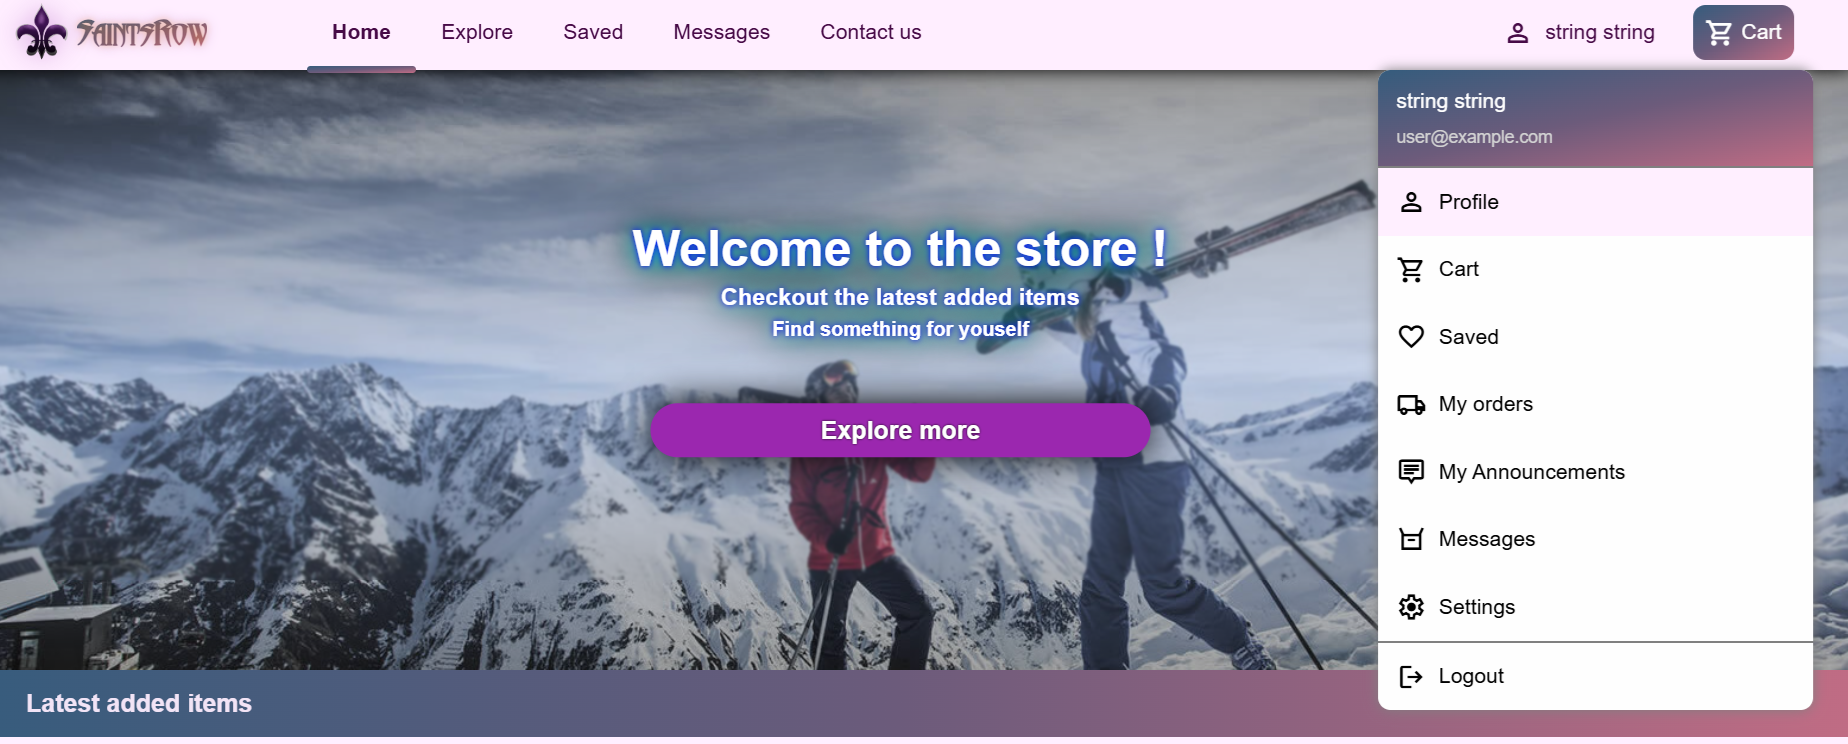 SAINTSROW
Home
Explore
Saved
Messages
Contact us
string string
Cart
string string
user@example.com
Profile
Cart
Saved
My orders
My Announcements
Messages
Settings
Logout
Welcome to the store !
Checkout the latest added items
Find something for youself
Explore more
Latest added items